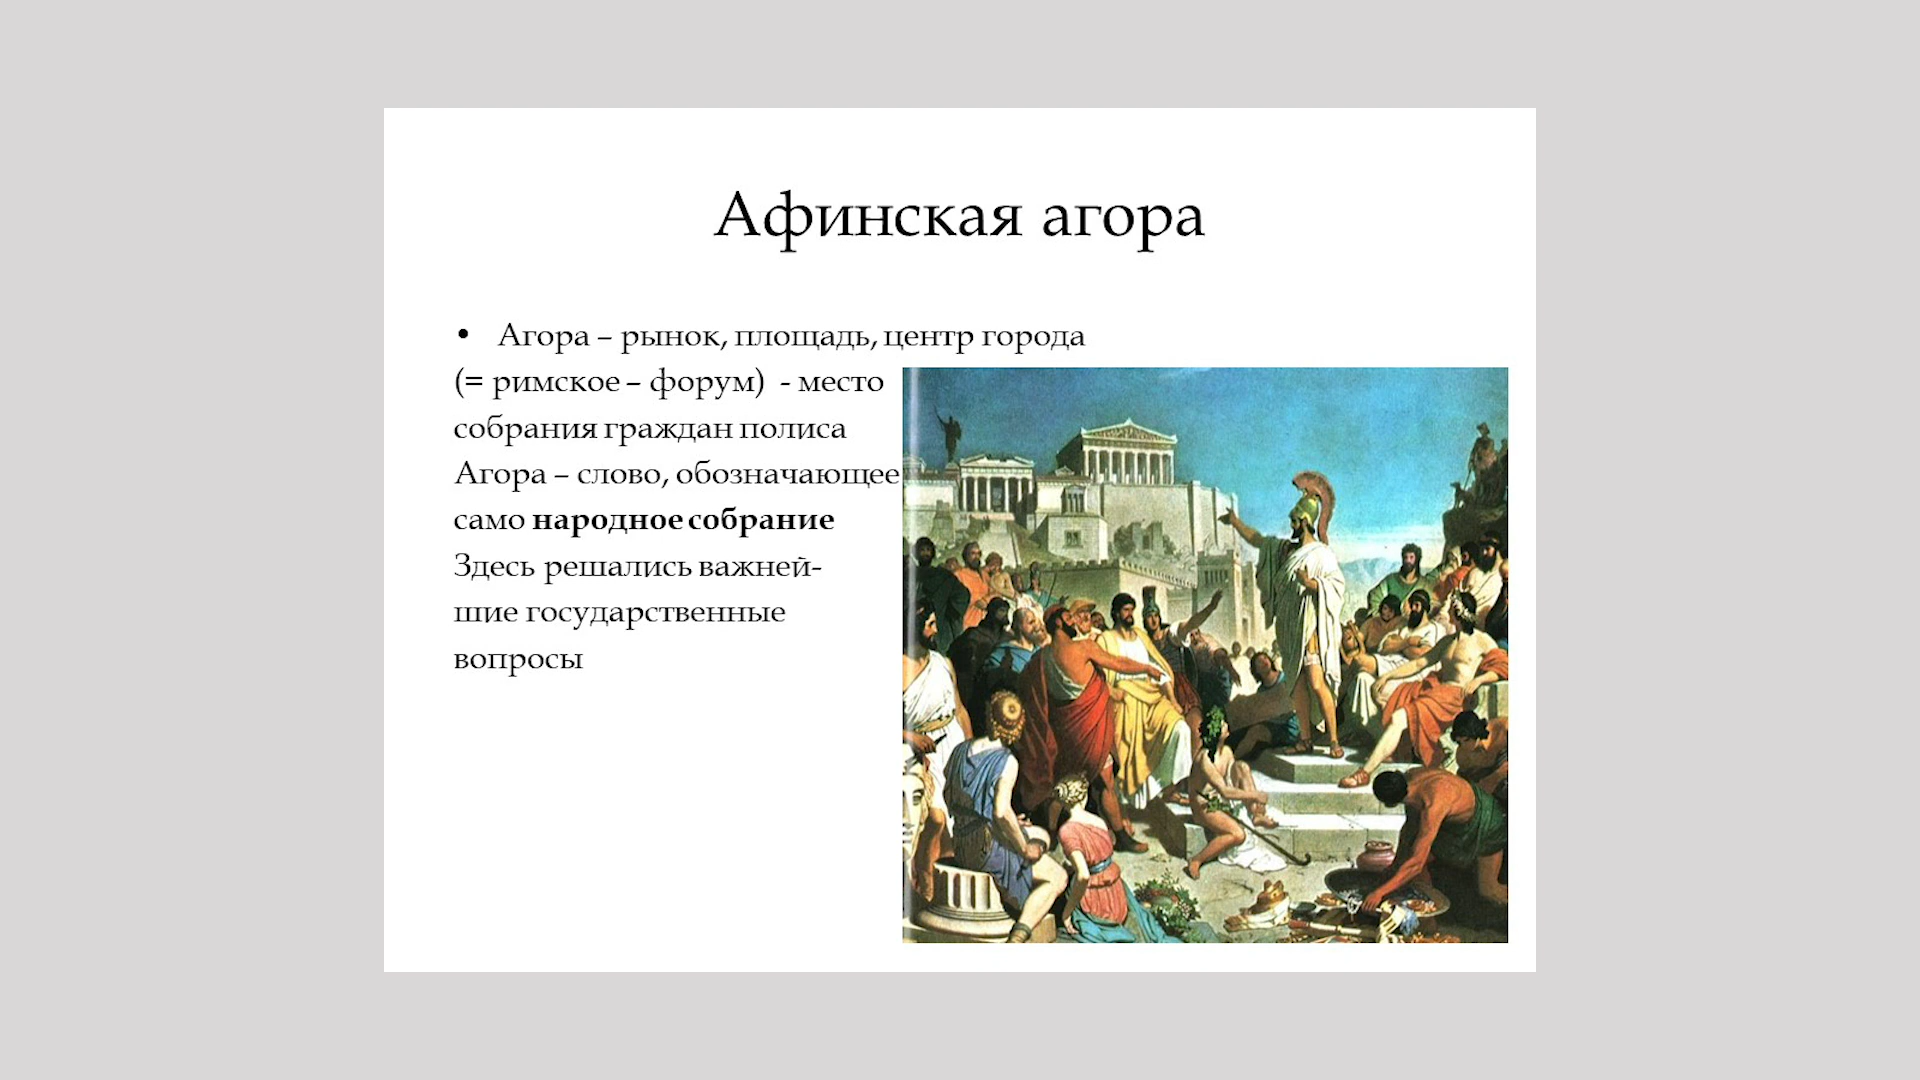 Афинская агора
• Агора – рынок, площадь, центр города
(= римское – форум) - место
собрания граждан полиса
Агора – слово, обозначающее
само народное собрание
Здесь решались важней-
шие государственные
вопросы